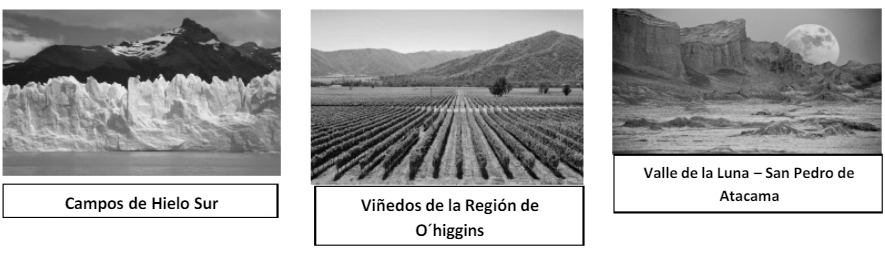 Campos de Hielo Sur
Viñedos de la Región de
O´higgins
Valle de la Luna – San Pedro de
Atacama